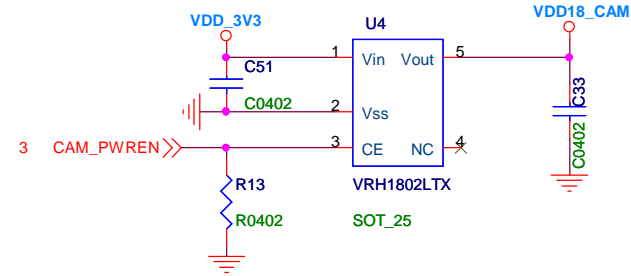 VDD_3V3
U4
VDD18_CAM
1
Vin
Vout
5
C51
C0402
2
Vss
C33
C0402
3
CAM_PWREN
3
CE
NC
4
R13
R0402
VRH1802LTX
SOT_25